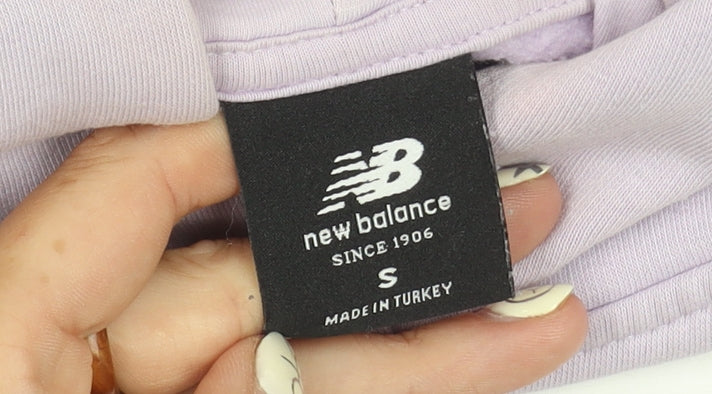 NB
new balance
SINCE 1906
S
MADE IN TURKEY